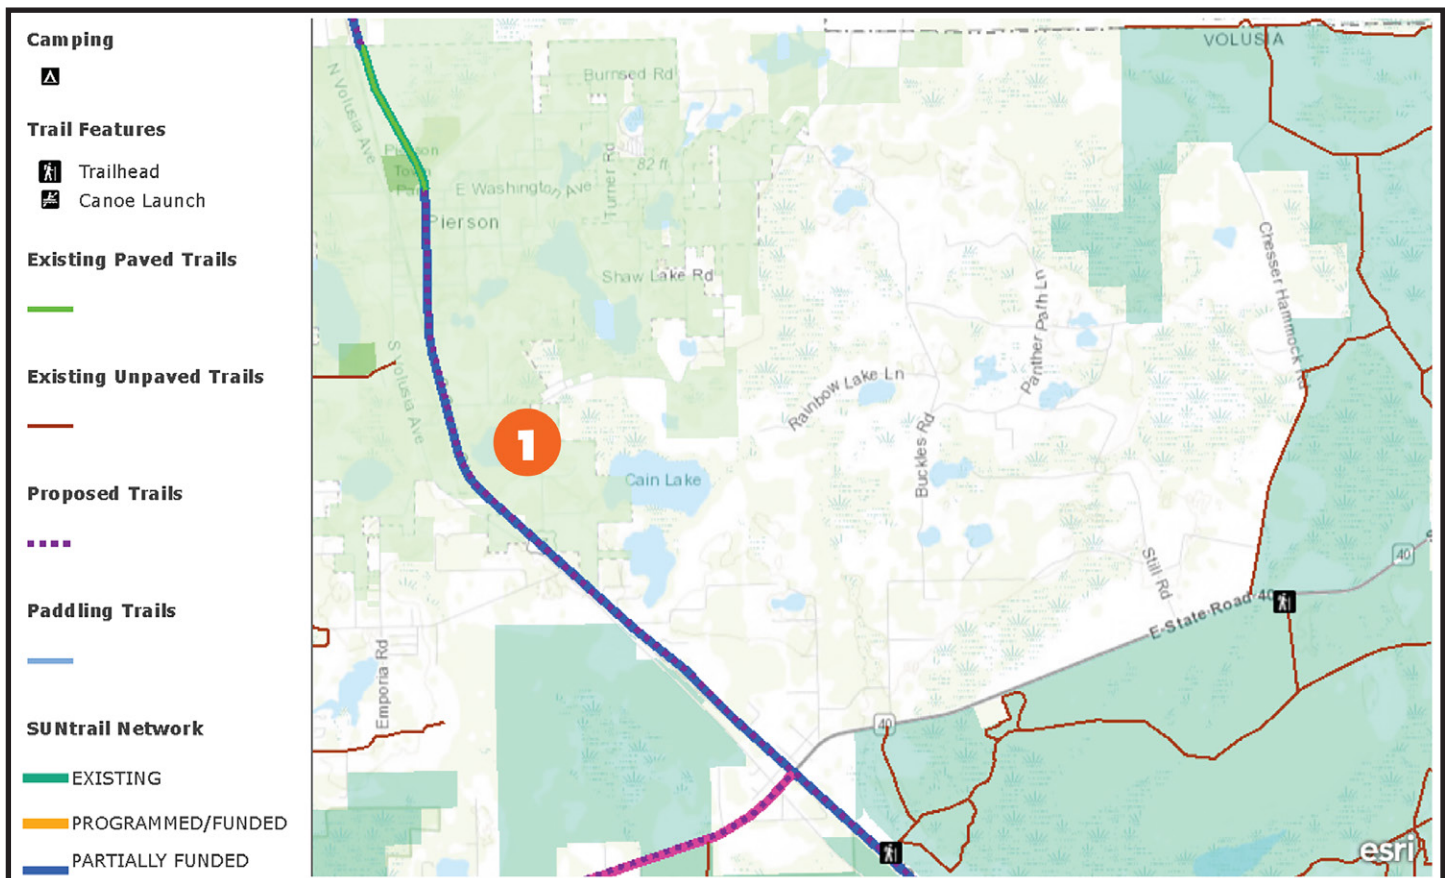 Camping
Trail Features
Trailhead
Canoe Launch
Existing Paved Trails
Existing Unpaved Trails
Proposed Trails
Paddling Trails
SUNtrail Network
EXISTING
PROGRAMMED/FUNDED
PARTIALLY FUNDED
VOLUSIA
Burnsed Rd
N Volusia Ave
Pierson
Town
Park
82 ft
Turner Rd
E Washington Ave
Pierson
Shaw Lake Rd
Chesser Hammock Rd
Panther Path Ln
S Volusia Ave
Rainbow Lake Ln
1
Buckles Rd
Cain Lake
Still Rd
40
E State Road 40
Emporia Rd
40
esri